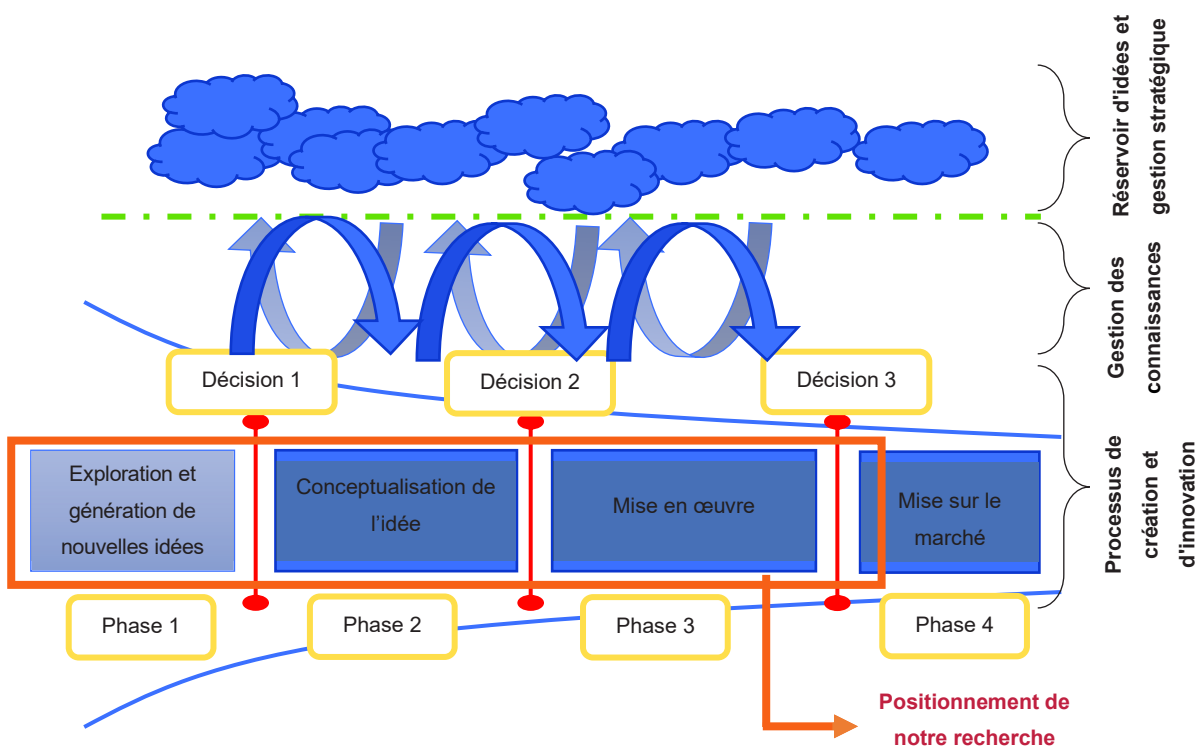 Réservoir d'idées et
gestion stratégique
Gestion des
connaissances
Décision 1
Décision 2
Décision 3
Processus de
création et
d'innovation
Exploration et
génération de
nouvelles idées
Conceptualisation de
l’idée
Mise en œuvre
Mise sur le
marché
Phase 1
Phase 2
Phase 3
Phase 4
Positionnement de
notre recherche